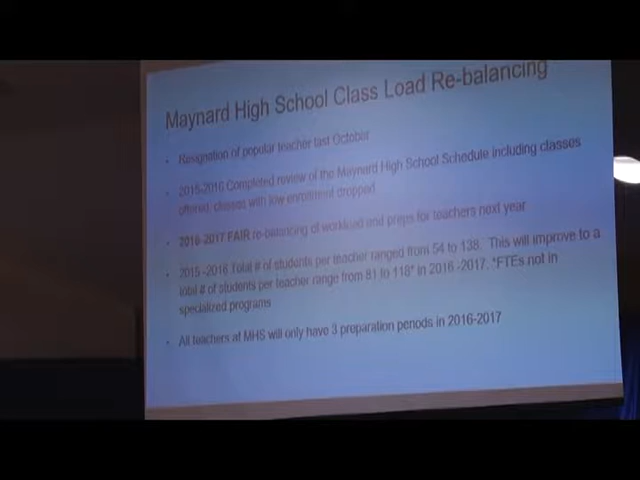 Maynard High School Class Load Re-balancing
• Resignation of popular teacher last October
• 2015-2016 Completed review of the Maynard High School Schedule including classes
offered, classes with low enrollment dropped
• 2016-2017 FAIR re-balancing of workload and preps for teachers next year
• 2015 -2016 Total # of students per teacher ranged from 54 to 138. This will improve to a
total # of students per teacher range from 81 to 118* in 2016 -2017. *FTEs not in
specialized programs
• All teachers at MHS will only have 3 preparation periods in 2016-2017